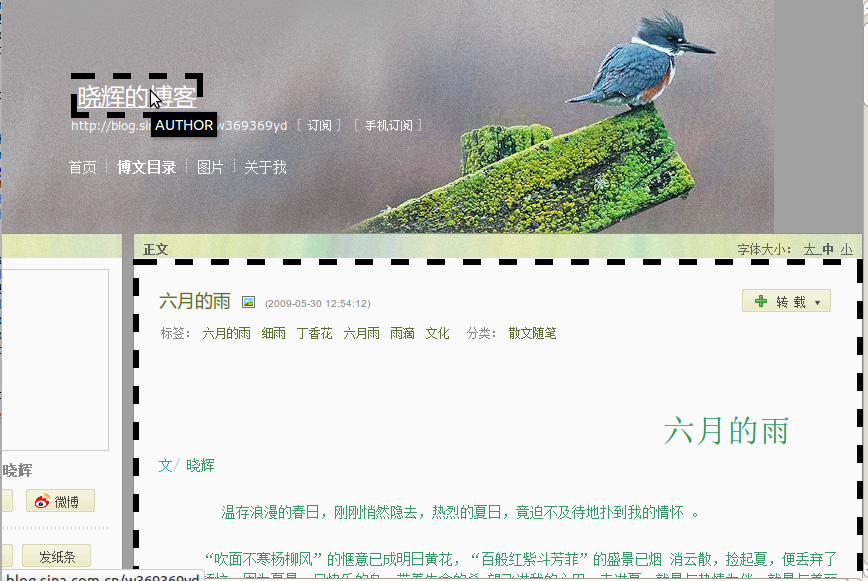 晓辉的博客
http://blog.sin AUTHOR w369369yd [ 订阅 ] [ 手机订阅 ]
首页 博文目录 图片 关于我
正文 字体大小： 大 中 小
六月的雨 (2009-05-30 12:54:12) 转 载
标签： 六月的雨 细雨 丁香花 六月雨 雨滴 文化 分类： 散文随笔
六月的雨
文/ 晓辉
晓辉
微博
温存浪漫的春日，刚刚悄然隐去，热烈的夏日，竟迫不及待地扑到我的情怀 。
发纸条
“吹面不寒杨柳风”的惬意已成明日黄花，“百般红紫斗芳菲”的盛景已烟 消云散，捡起夏，便丢弃了
blog.sina.com.cn/w369369yd